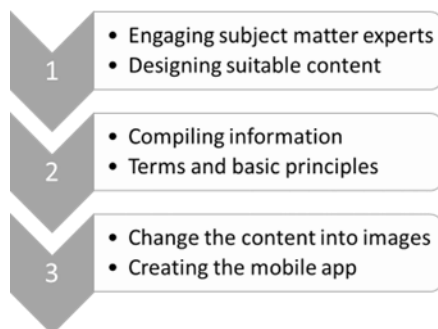 1
• Engaging subject matter experts
• Designing suitable content
2
• Compiling information
• Terms and basic principles
3
• Change the content into images
• Creating the mobile app